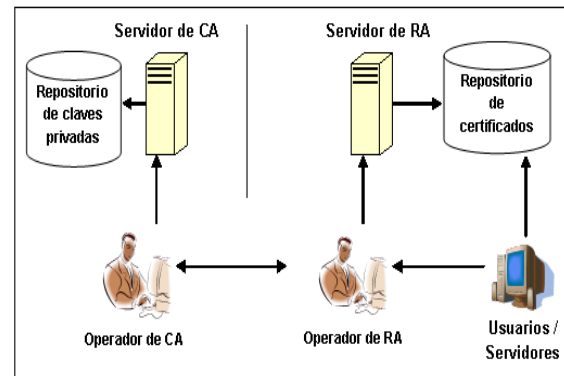 Servidor de CA
Servidor de RA
Repositorio
de claves
privadas
Repositorio
de
certificados
Operador de CA
Operador de RA
Usuarios /
Servidores